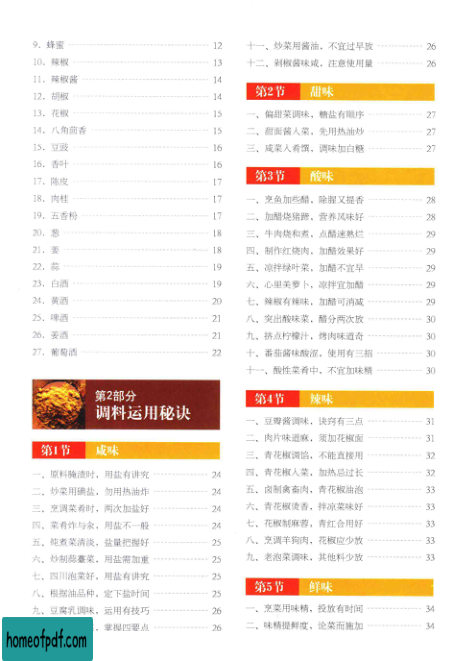 9．蜂蜜 12
10．辣椒 13
11．辣椒酱 14
12．胡椒 14
13．花椒 15
14．八角茴香 15
15．豆豉 16
16．香叶 16
17．陈皮 17
18．肉桂 17
19．五香粉 17
20．葱 18
21．姜 18
22．蒜 19
23．白酒 19
24．黄酒 20
25．啤酒 21
26．姜酒 21
27．葡萄酒 22
第2部分
调料运用秘诀
第1节 咸味
一、原料腌渍时，用盐有讲究 24
二、炒菜用碘盐，勿用热油炸 24
三、烹调菜肴时，两次加盐好 24
四、菜肴炸与汆，用盐不一般 24
五、炖煮菜清淡，盐量把握好 25
六、炒制蒜薹菜，用盐需加重 25
七、四川泡菜好，用盐有讲究 25
八、根据油品种，定下盐时间 25
九、豆腐乳调味，运用有技巧 26
掌握四要点 26
十一、炒菜用酱油，不宜过早放 26
十二、剁椒酱味咸，注意使用量 26
第2节 甜味
一、偏甜菜调味，糖盐有顺序 27
二、甜面酱入菜，先用热油炒 27
三、咸菜入肴馔，调味加白糖 27
第3节 酸味
一、烹鱼加些醋，除腥又提香 28
二、加醋烧猪蹄，营养风味好 28
三、牛肉烧和煮，点醋速熟烂 29
四、制作红烧肉，加醋效果好 29
五、凉拌绿叶菜，加醋不宜早 29
六、心里美萝卜，凉拌宜加醋 29
七、辣椒有辣味，加醋可消减 29
八、突出酸味菜，醋分两次放 30
九、挤点柠檬汁，烤肉味道奇 30
十、番茄酱味酸涩，使用有三招 30
十一、酸性菜肴中，不宜加味精 30
第4节 辣味
一、豆瓣酱调味，诀窍有三点 31
二、肉片味道麻，须加花椒面 31
三、青花椒调馅，不能直接用 32
四、青花椒入菜，加热忌过长 32
五、卤制禽畜肉，青花椒油泡 33
六、青花椒烫香，拌凉菜味好 33
七、花椒制麻蓉，青红合用好 33
八、烹调羊狗肉，花椒应少放 33
九、老泡菜调味，其他料少放 33
第5节 鲜味
一、烹菜用味精，投放有时间 34
二、味精提鲜度，论菜而施加 34
homeofpdf.com